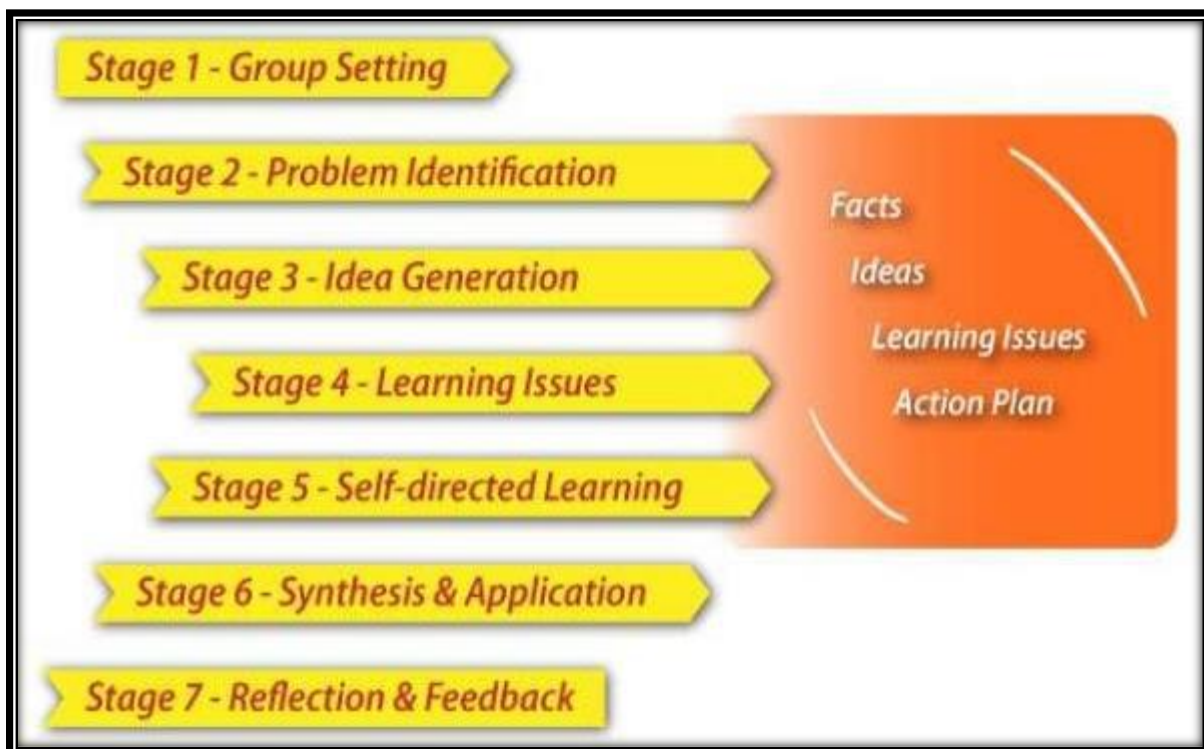 Stage 1 - Group Setting
Stage 2 - Problem Identification
Stage 3 - Idea Generation
Stage 4 - Learning Issues
Stage 5 - Self-directed Learning
Stage 6 - Synthesis & Application
Stage 7 - Reflection & Feedback
Facts
Ideas
Learning Issues
Action Plan